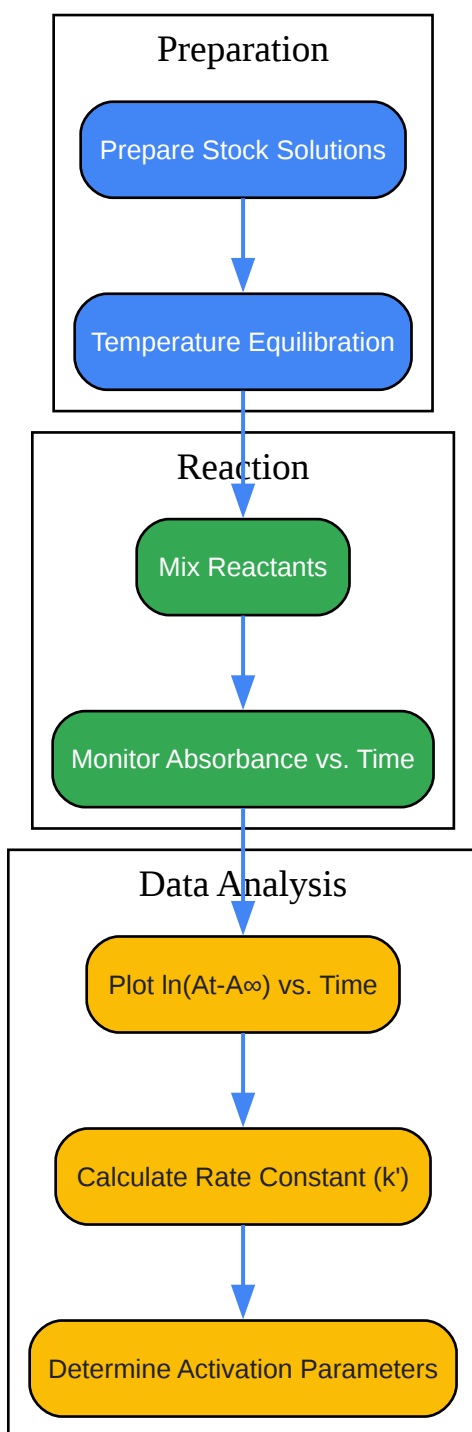 Preparation
Prepare Stock Solutions
Temperature Equilibration
Reaction
Mix Reactants
Monitor Absorbance vs. Time
Data Analysis
Plot ln(At-A∞) vs. Time
Calculate Rate Constant (k')
Determine Activation Parameters